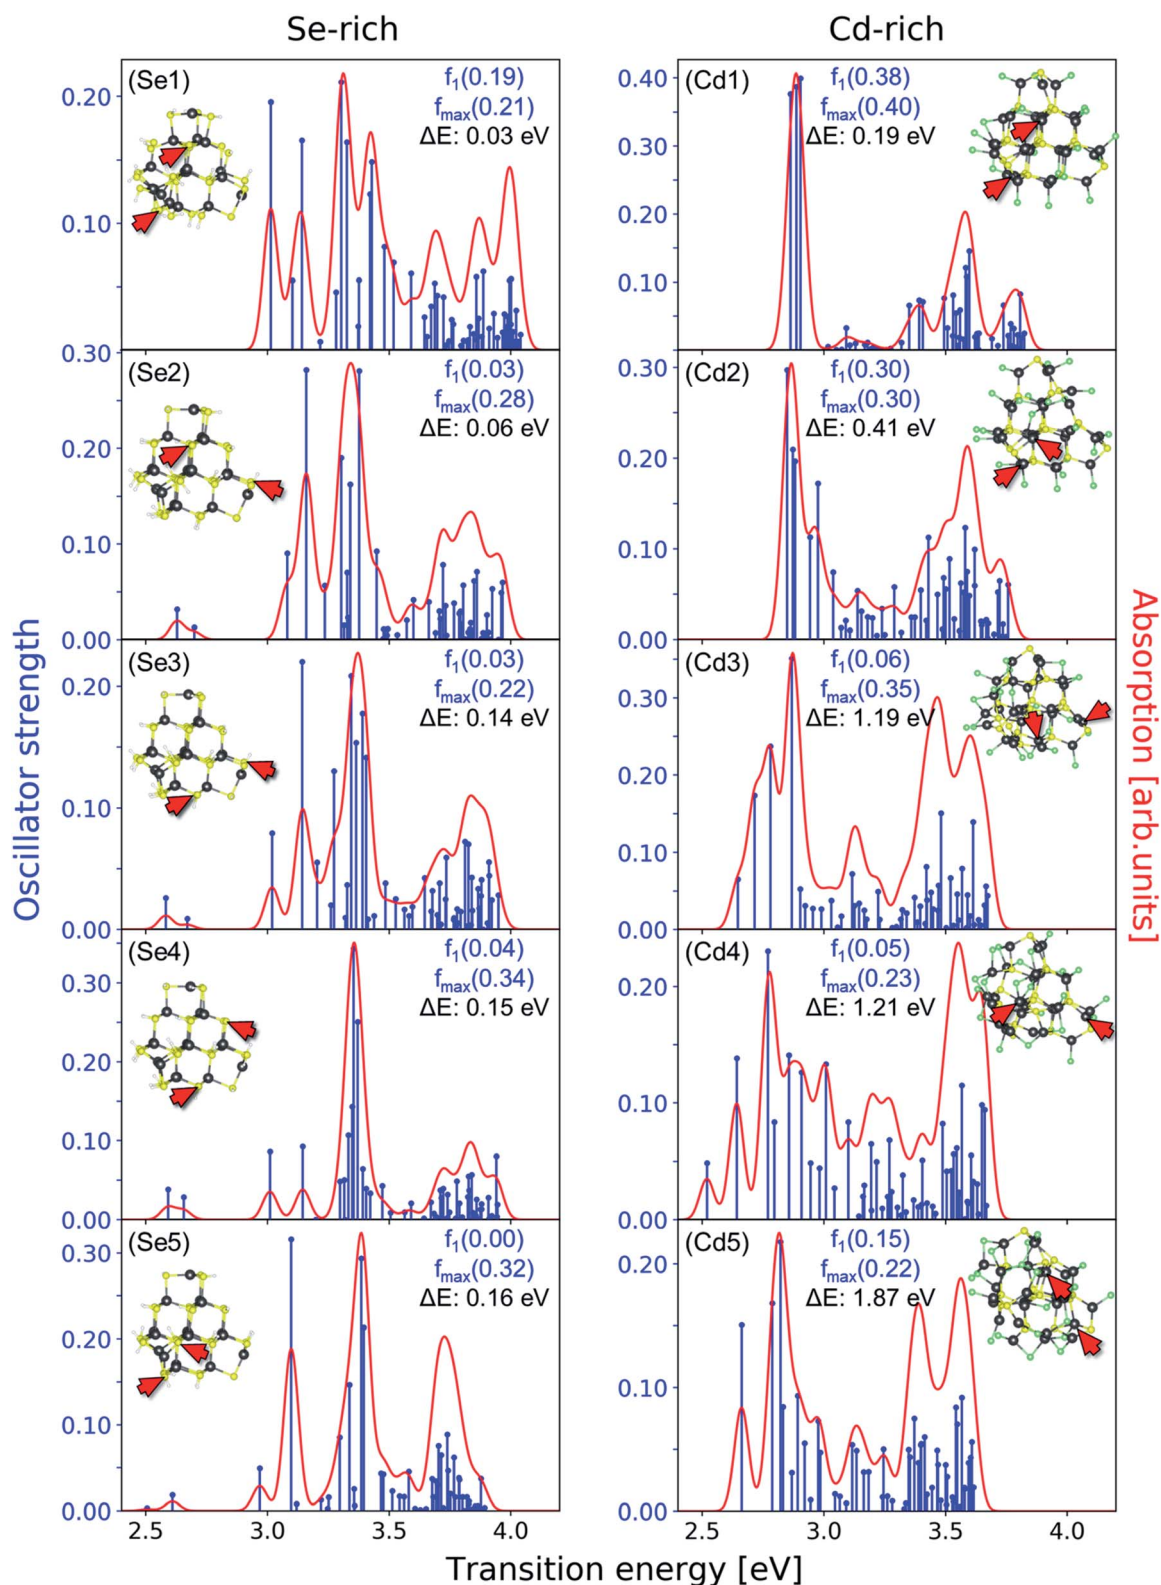 Se-rich
Cd-rich
(Se1)
f1(0.19)
fmax(0.21)
ΔE: 0.03 eV
0.20
0.10
(Cd1)
f1(0.38)
fmax(0.40)
ΔE: 0.19 eV
0.40
0.30
0.20
0.10
0.30
(Se2)
f1(0.03)
fmax(0.28)
ΔE: 0.06 eV
0.20
0.10
0.00
(Cd2)
f1(0.30)
fmax(0.30)
ΔE: 0.41 eV
0.30
0.20
0.10
0.00
(Se3)
f1(0.03)
fmax(0.22)
ΔE: 0.14 eV
0.20
0.10
0.00
(Cd3)
f1(0.06)
fmax(0.35)
ΔE: 1.19 eV
0.30
0.20
0.10
0.00
(Se4)
f1(0.04)
fmax(0.34)
ΔE: 0.15 eV
0.30
0.20
0.10
0.00
(Cd4)
f1(0.05)
fmax(0.23)
ΔE: 1.21 eV
0.20
0.10
0.00
(Se5)
f1(0.00)
fmax(0.32)
ΔE: 0.16 eV
0.30
0.20
0.10
0.00
(Cd5)
f1(0.15)
fmax(0.22)
ΔE: 1.87 eV
0.20
0.10
0.00
2.5 3.0 3.5 4.0
2.5 3.0 3.5 4.0
Transition energy [eV]
Oscillator strength
Absorption [arb.units]